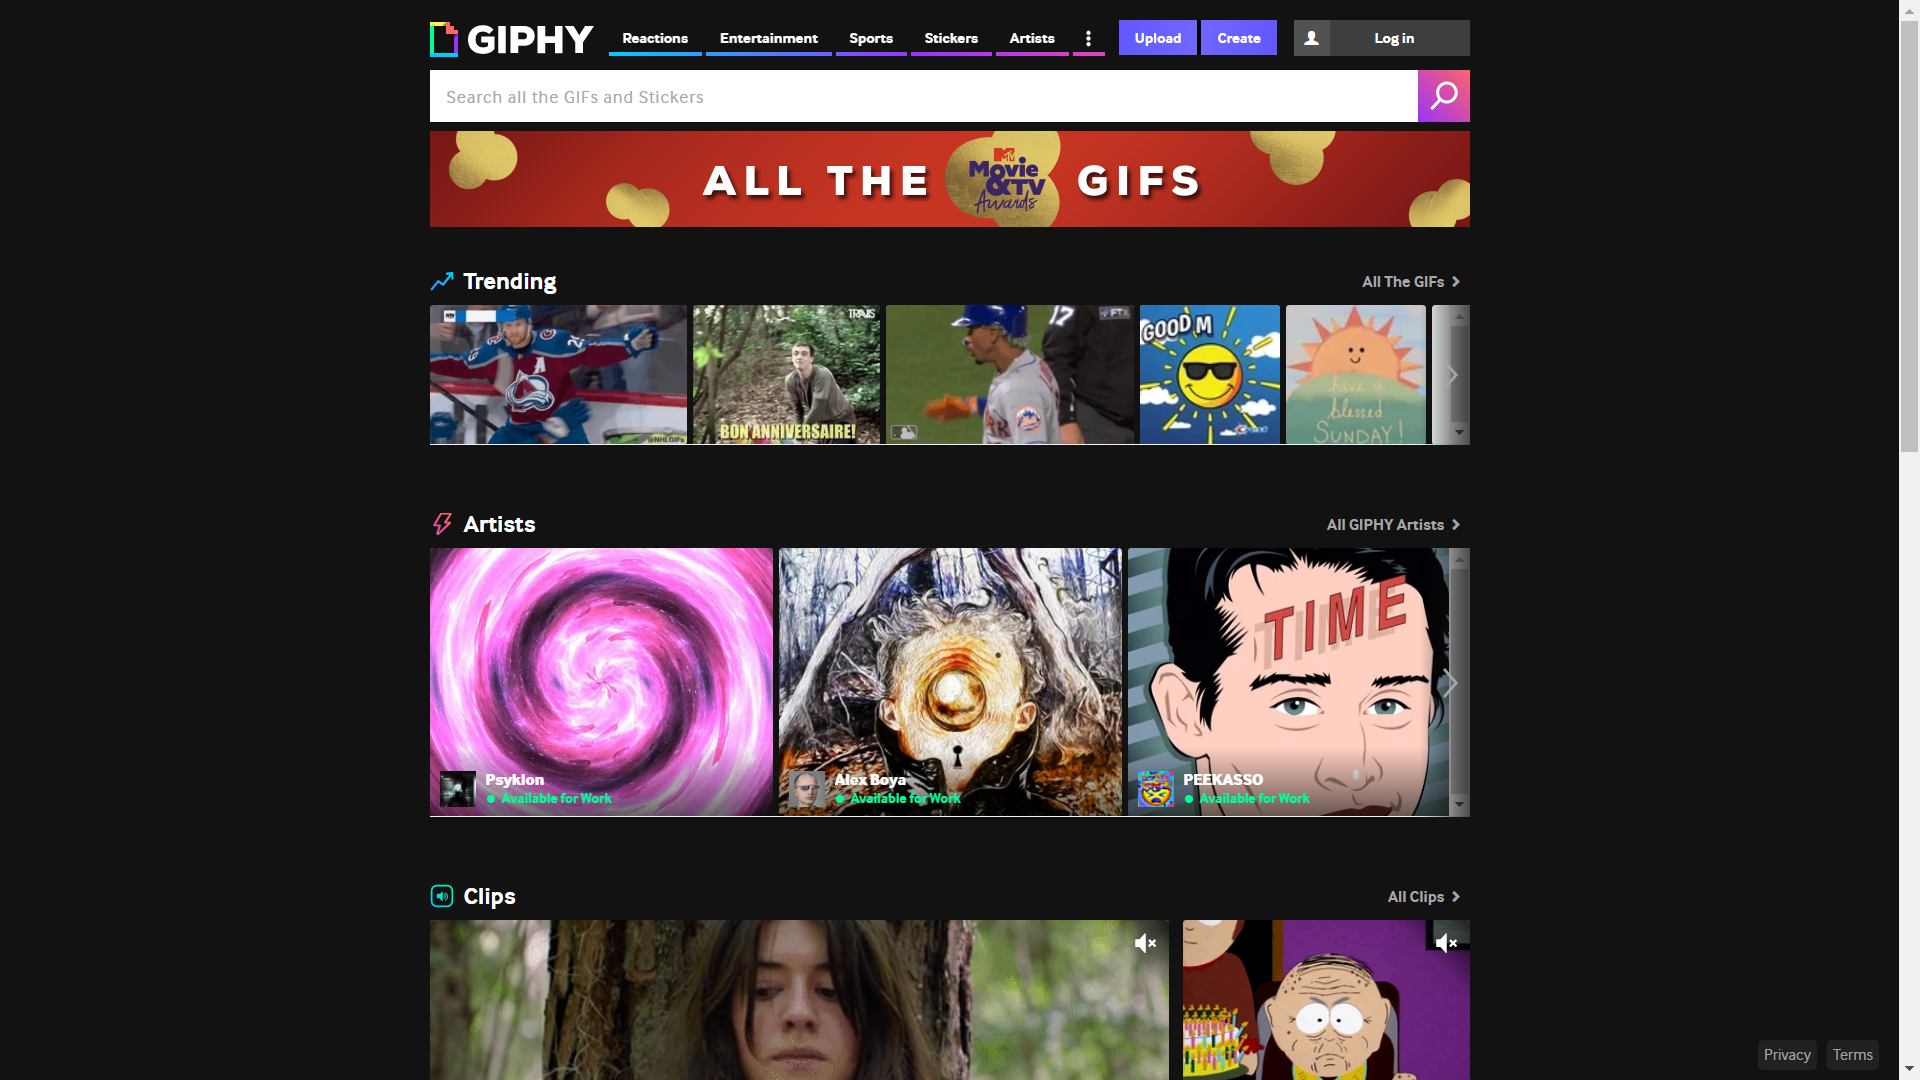 GIPHY
Reactions
Entertainment
Sports
Stickers
Artists
Upload
Create
Log in
Search all the GIFs and Stickers
ALL THE
MTV
Movie
&TV
Awards
GIFS
Trending
All The GIFs
@NHLGIFs
TRAVIS
BON ANNIVERSAIRE!
17
FTX
GOOD M
have a
blessed
SUNDAY!
Artists
All GIPHY Artists
TIME
Psyklon
Available for Work
Alex Boya
Available for Work
PEEKASSO
Available for Work
Clips
All Clips
Privacy
Terms